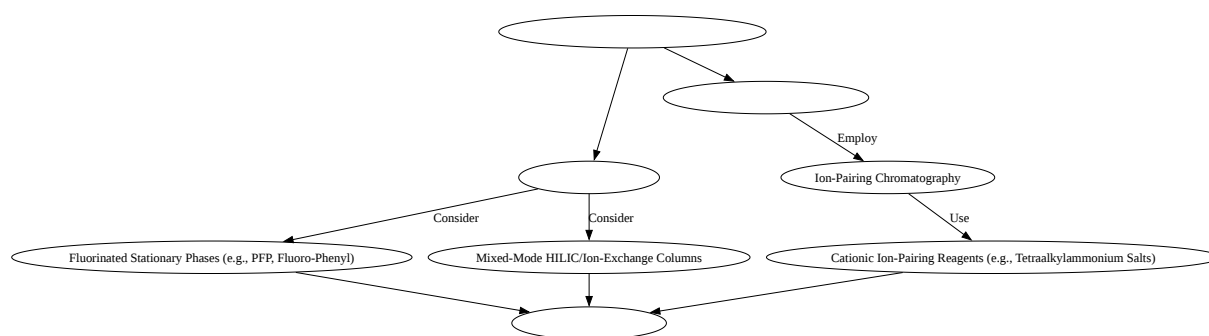 Employ
Ion-Pairing Chromatography
Consider
Consider
Use
Fluorinated Stationary Phases (e.g., PFP, Fluoro-Phenyl)
Mixed-Mode HILIC/Ion-Exchange Columns
Cationic Ion-Pairing Reagents (e.g., Tetraalkylammonium Salts)